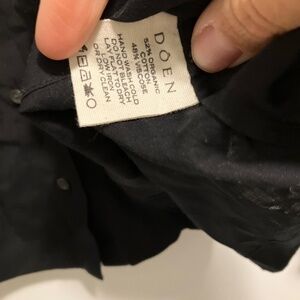 DÔEN
52% ORGANIC
COTTON
48% VISCOSE
HAND WASH COLD
DO NOT BLEACH
LAY FLAT TO DRY
LOW IRON
OR DRY CLEAN